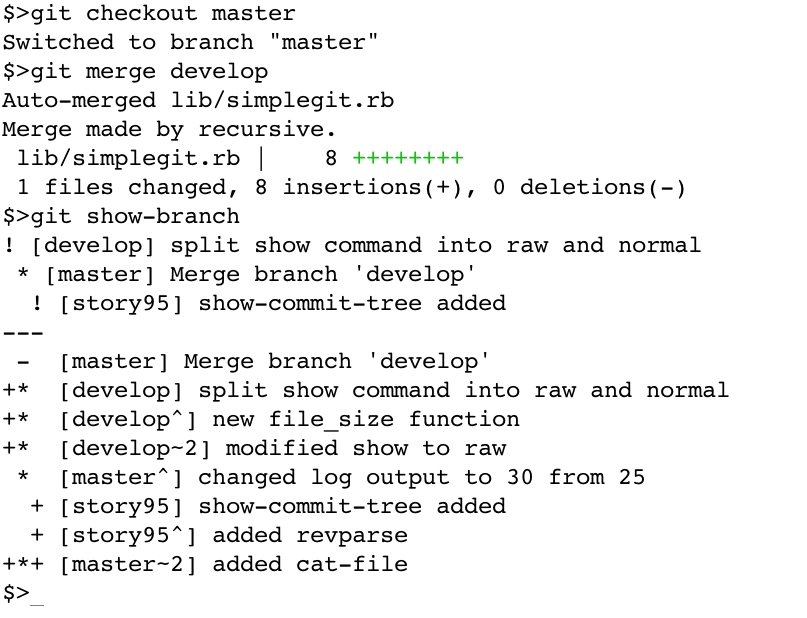 $>git checkout master
Switched to branch "master"
$>git merge develop
Auto-merged lib/simplegit.rb
Merge made by recursive.
 lib/simplegit.rb |    8 ++++++++
 1 files changed, 8 insertions(+), 0 deletions(-)
$>git show-branch
! [develop] split show command into raw and normal
 * [master] Merge branch 'develop'
  ! [story95] show-commit-tree added
---
 -  [master] Merge branch 'develop'
+*  [develop] split show command into raw and normal
+*  [develop^] new file_size function
+*  [develop~2] modified show to raw
 *  [master^] changed log output to 30 from 25
  + [story95] show-commit-tree added
  + [story95^] added revparse
+*+ [master~2] added cat-file
$>_